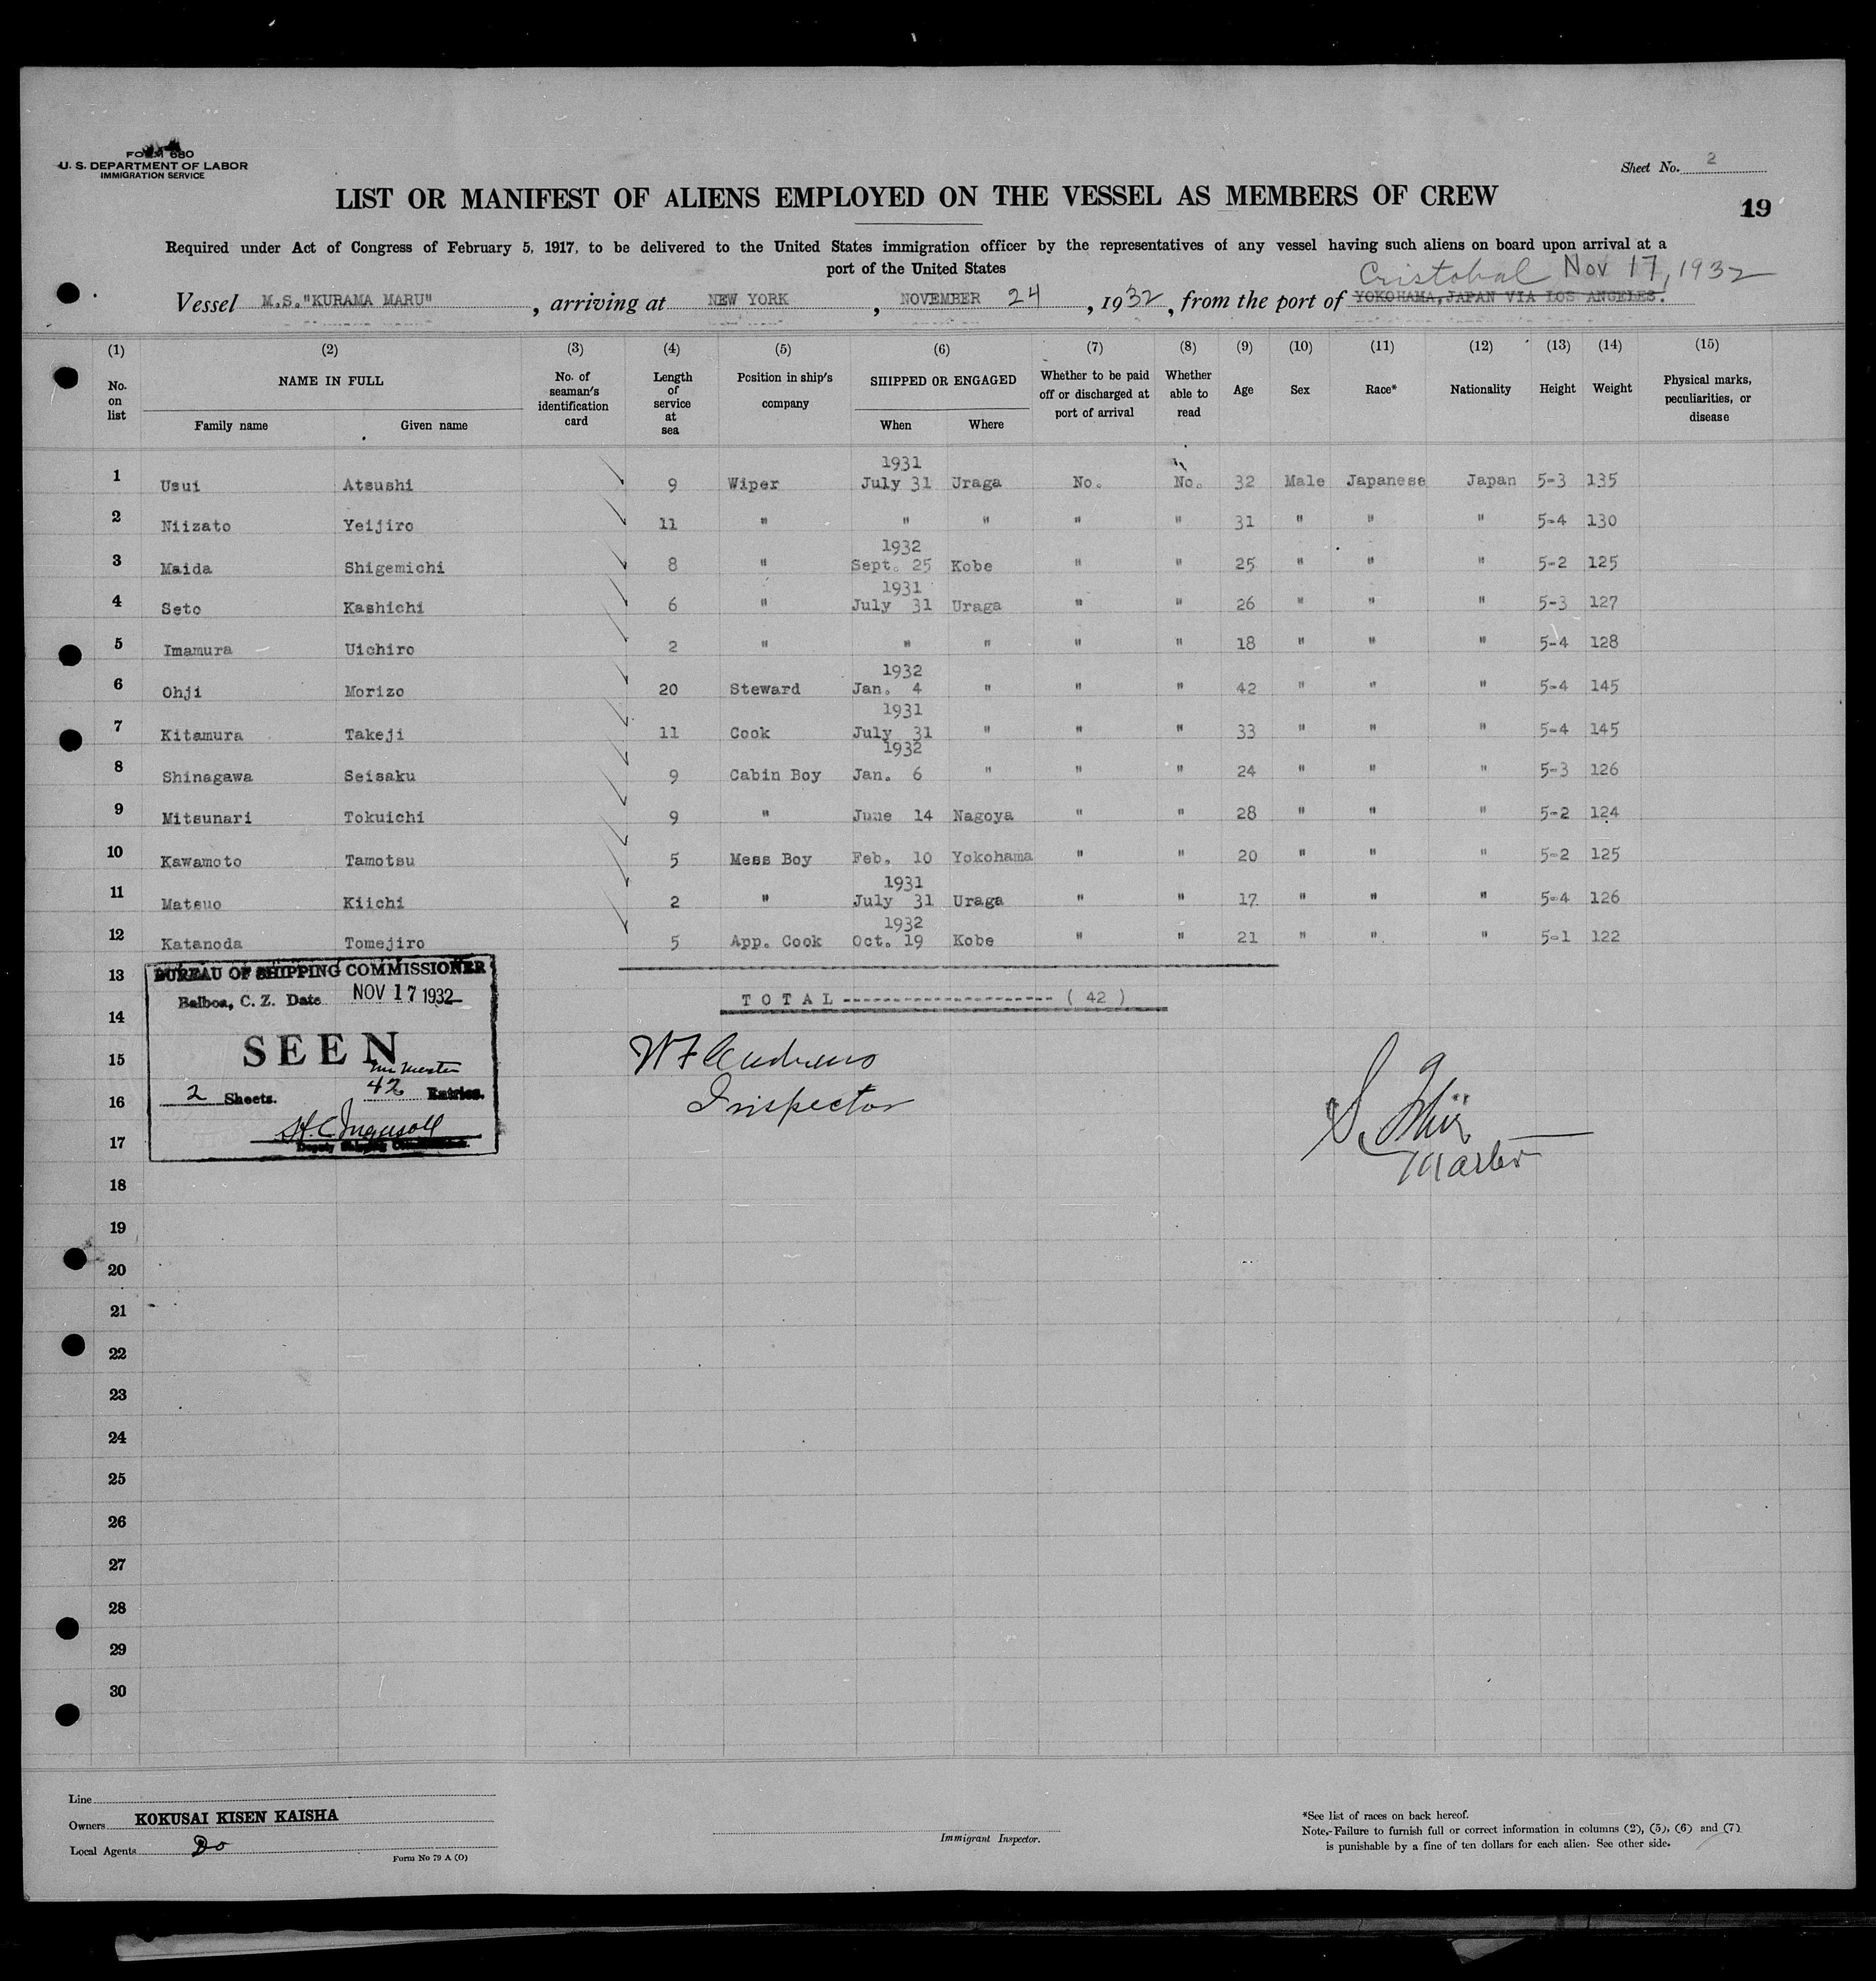 FORM 680
U. S. DEPARTMENT OF LABOR
IMMIGRATION SERVICE
Sheet No. 2
LIST OR MANIFEST OF ALIENS EMPLOYED ON THE VESSEL AS MEMBERS OF CREW
19
Required under Act of Congress of February 5, 1917, to be delivered to the United States immigration officer by the representatives of any vessel having such aliens on board upon arrival at a
port of the United States
Cristobal Nov 17, 1932
Vessel M.S."KURAMA MARU", arriving at NEW YORK, NOVEMBER 24, 1932, from the port of YOKOHAMA, JAPAN VIA LOS ANGELES.
(1) (2) (3) (4) (5) (6) (7) (8) (9) (10) (11) (12) (13) (14) (15)
No. on list NAME IN FULL Family name Given name No. of seaman's identification card Length of service at sea Position in ship's company SHIPPED OR ENGAGED When Where Whether to be paid off or discharged at port of arrival Whether able to read Age Sex Race* Nationality Height Weight Physical marks, peculiarities, or disease
1931
1 Usui Atsushi 9 Wiper July 31 Uraga No. No. 32 Male Japanese Japan 5-3 135
2 Niizato Yeijiro 11 " " " " " 31 " " " 5-4 130
1932
3 Maida Shigemichi 8 " Sept. 25 Kobe " " 25 " " " 5-2 125
1931
4 Seto Kashichi 6 " July 31 Uraga " " 26 " " " 5-3 127
5 Imamura Uichiro 2 " " " " " 18 " " " 5-4 128
1932
6 Ohji Morizo 20 Steward Jan. 4 " " " 42 " " " 5-4 145
1931
7 Kitamura Takeji 11 Cook July 31 " " " 33 " " " 5-4 145
1932
8 Shinagawa Seisaku 9 Cabin Boy Jan. 6 " " " 24 " " " 5-3 126
9 Mitsunari Tokuichi 9 " June 14 Nagoya " " 28 " " " 5-2 124
10 Kawamoto Tamotsu 5 Mess Boy Feb. 10 Yokohama " " 20 " " " 5-2 125
1931
11 Matsuo Kiichi 2 " July 31 Uraga " " 17 " " " 5-4 126
1932
12 Katanoda Tomejiro 5 App. Cook Oct. 19 Kobe " " 21 " " " 5-1 122
13
14
15
16
17
18
19
20
21
22
23
24
25
26
27
28
29
30
BUREAU OF SHIPPING COMMISSIONER
Balboa, C. Z. Date NOV 17 1932
SEEN
2 Sheets. 42 Entries.
H. C. Ingersoll
Deputy Shipping Commissioner.
TOTAL ---------------------- ( 42 )
W F Andrews
Inspector
S.
Master
Line
Owners KOKUSAI KISEN KAISHA
Local Agents Do
Form No 79 A (O)
Immigrant Inspector.
*See list of races on back hereof.
Note,-Failure to furnish full or correct information in columns (2), (5), (6) and (7)
is punishable by a fine of ten dollars for each alien. See other side.